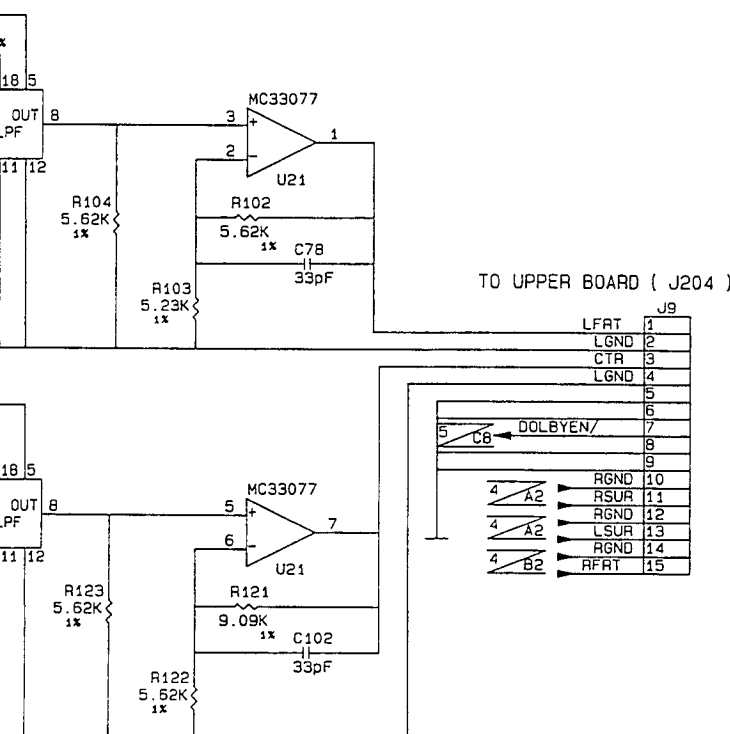 %
18 5
OUT 8
LPF
11 12
MC33077
3
+
1
2
-
U21
R104
5.62K
1%
R102
5.62K
1%
C78
33pF
R103
5.23K
1%
TO UPPER BOARD ( J204 )
J9
LFRT 1
LGND 2
CTR 3
LGND 4
5
6
5 C8 DOLBYEN/ 7
8
9
RGND 10
4 A2 RSUR 11
RGND 12
4 A2 LSUR 13
RGND 14
4 B2 RFRT 15
18 5
OUT 8
LPF
11 12
MC33077
5
+
7
6
-
U21
R123
5.62K
1%
R121
9.09K
1%
C102
33pF
R122
5.62K
1%